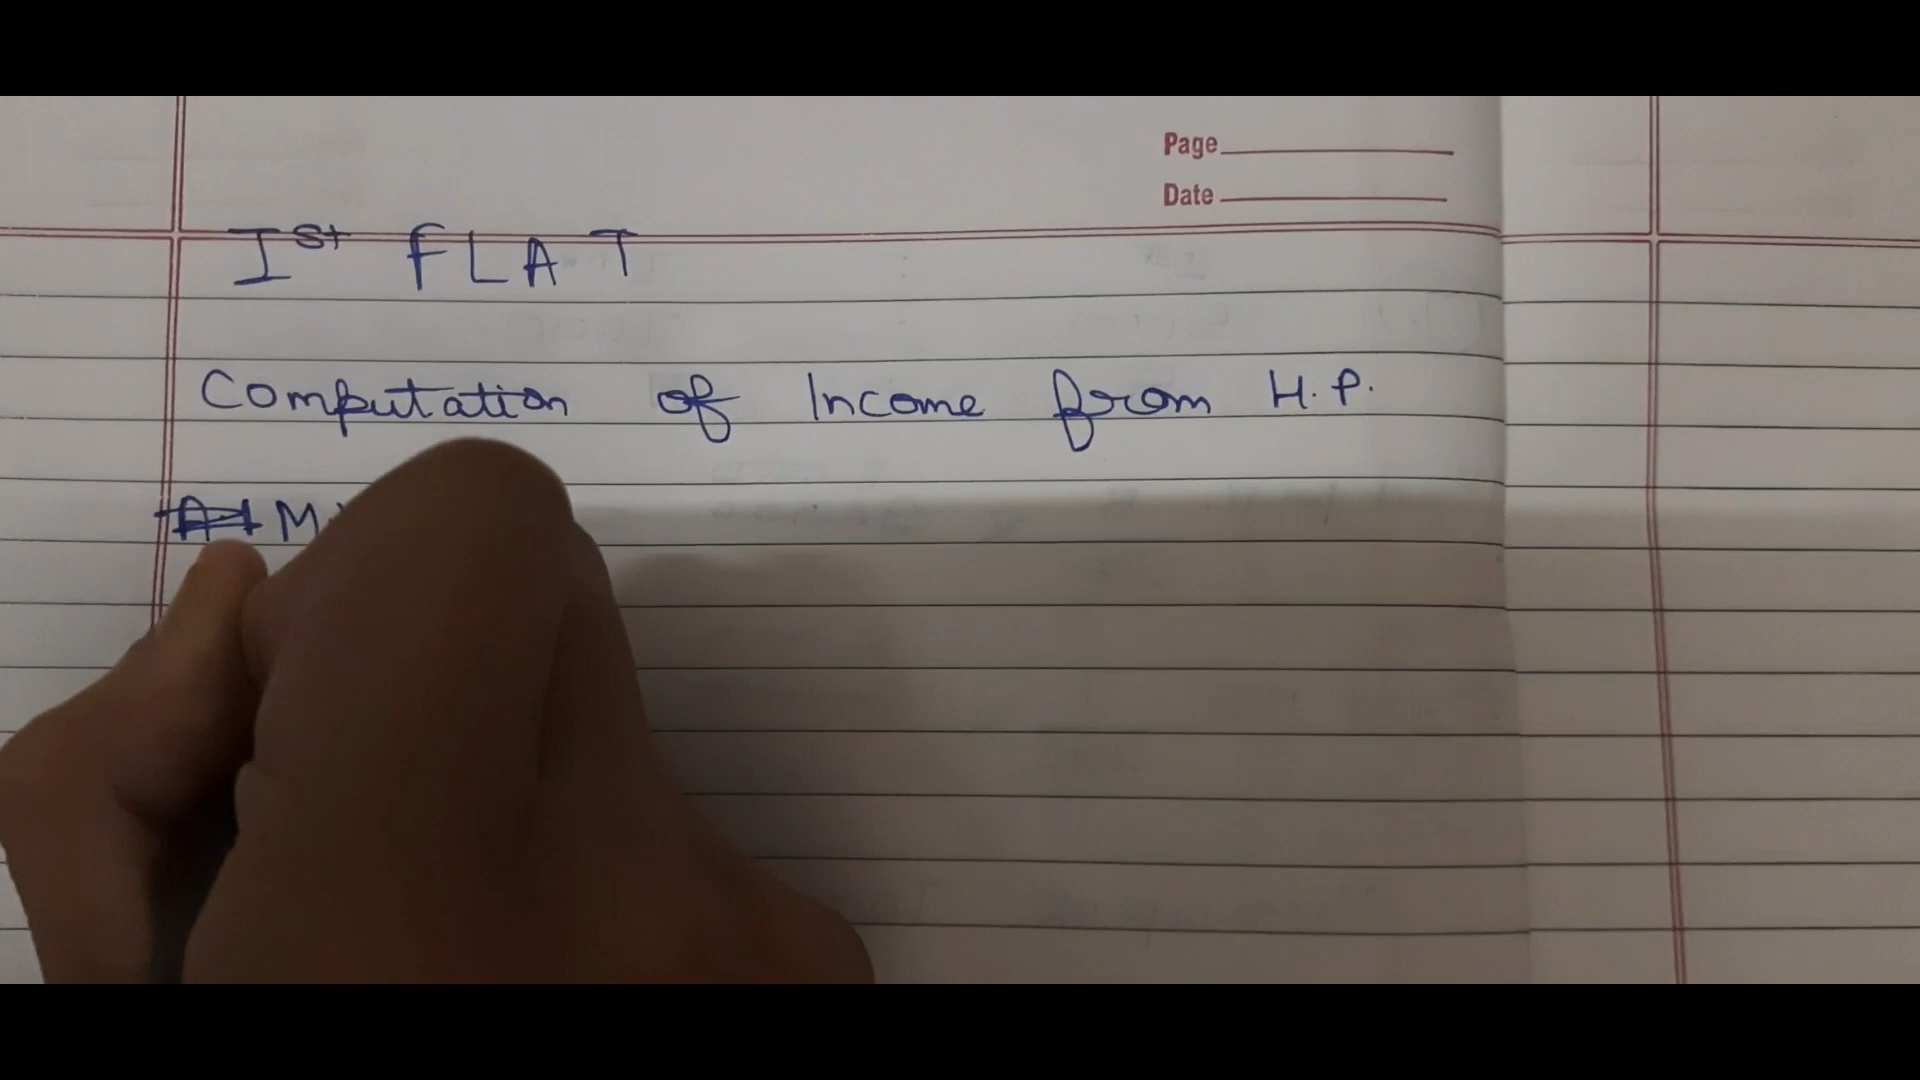 Page
Date
Ist FLAT
Computation of Income from H.P.